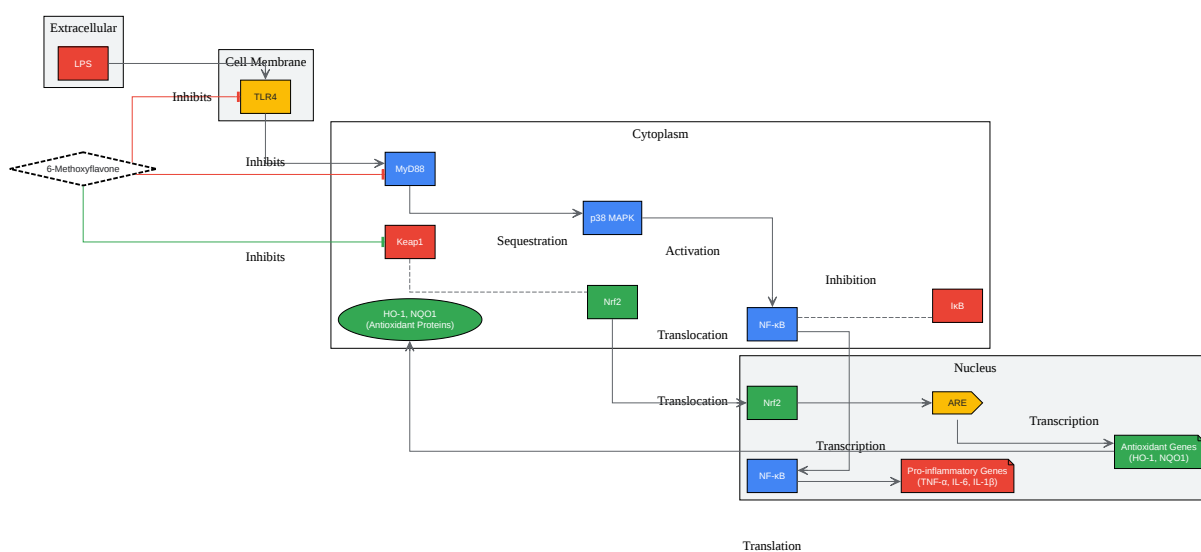 Extracellular
LPS
Cell Membrane
TLR4
Inhibits
Cytoplasm
Inhibits
MyD88
6-Methoxyflavone
p38 MAPK
Keap1
Sequestration
Activation
Inhibits
Inhibition
Nrf2
IκB
HO-1, NQO1
(Antioxidant Proteins)
NF-κB
Translocation
Nucleus
Translocation
Nrf2
ARE
Transcription
Transcription
Antioxidant Genes
(HO-1, NQO1)
NF-κB
Pro-inflammatory Genes
(TNF-α, IL-6, IL-1β)
Translation